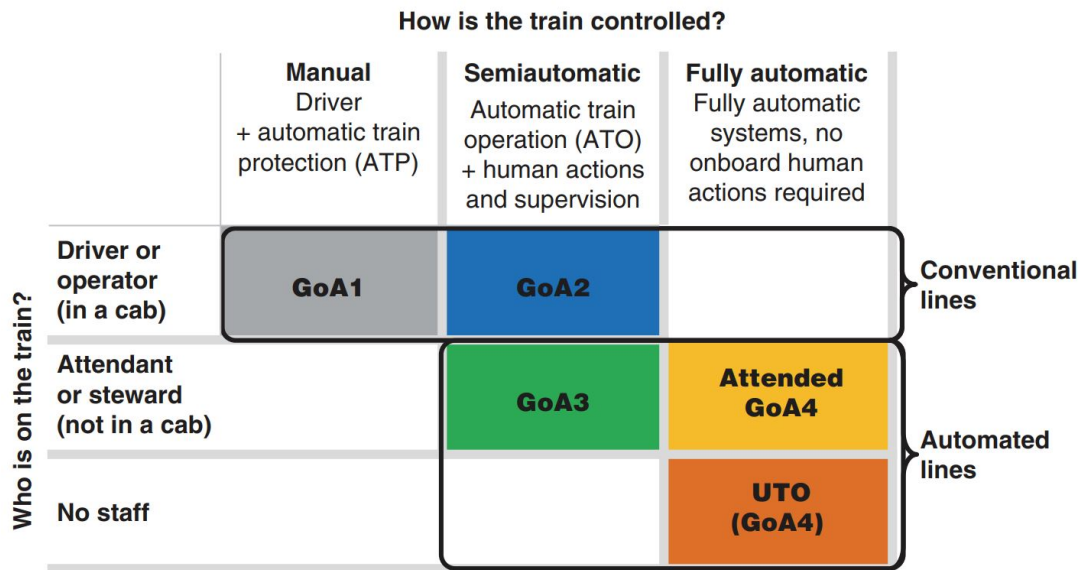 How is the train controlled?
Manual
Driver
+ automatic train
protection (ATP)
Semiautomatic
Automatic train
operation (ATO)
+ human actions
and supervision
Fully automatic
Fully automatic
systems, no
onboard human
actions required
Who is on the train?
Driver or
operator
(in a cab)
GoA1
GoA2
Conventional
lines
Attendant
or steward
(not in a cab)
GoA3
Attended
GoA4
Automated
lines
No staff
UTO
(GoA4)